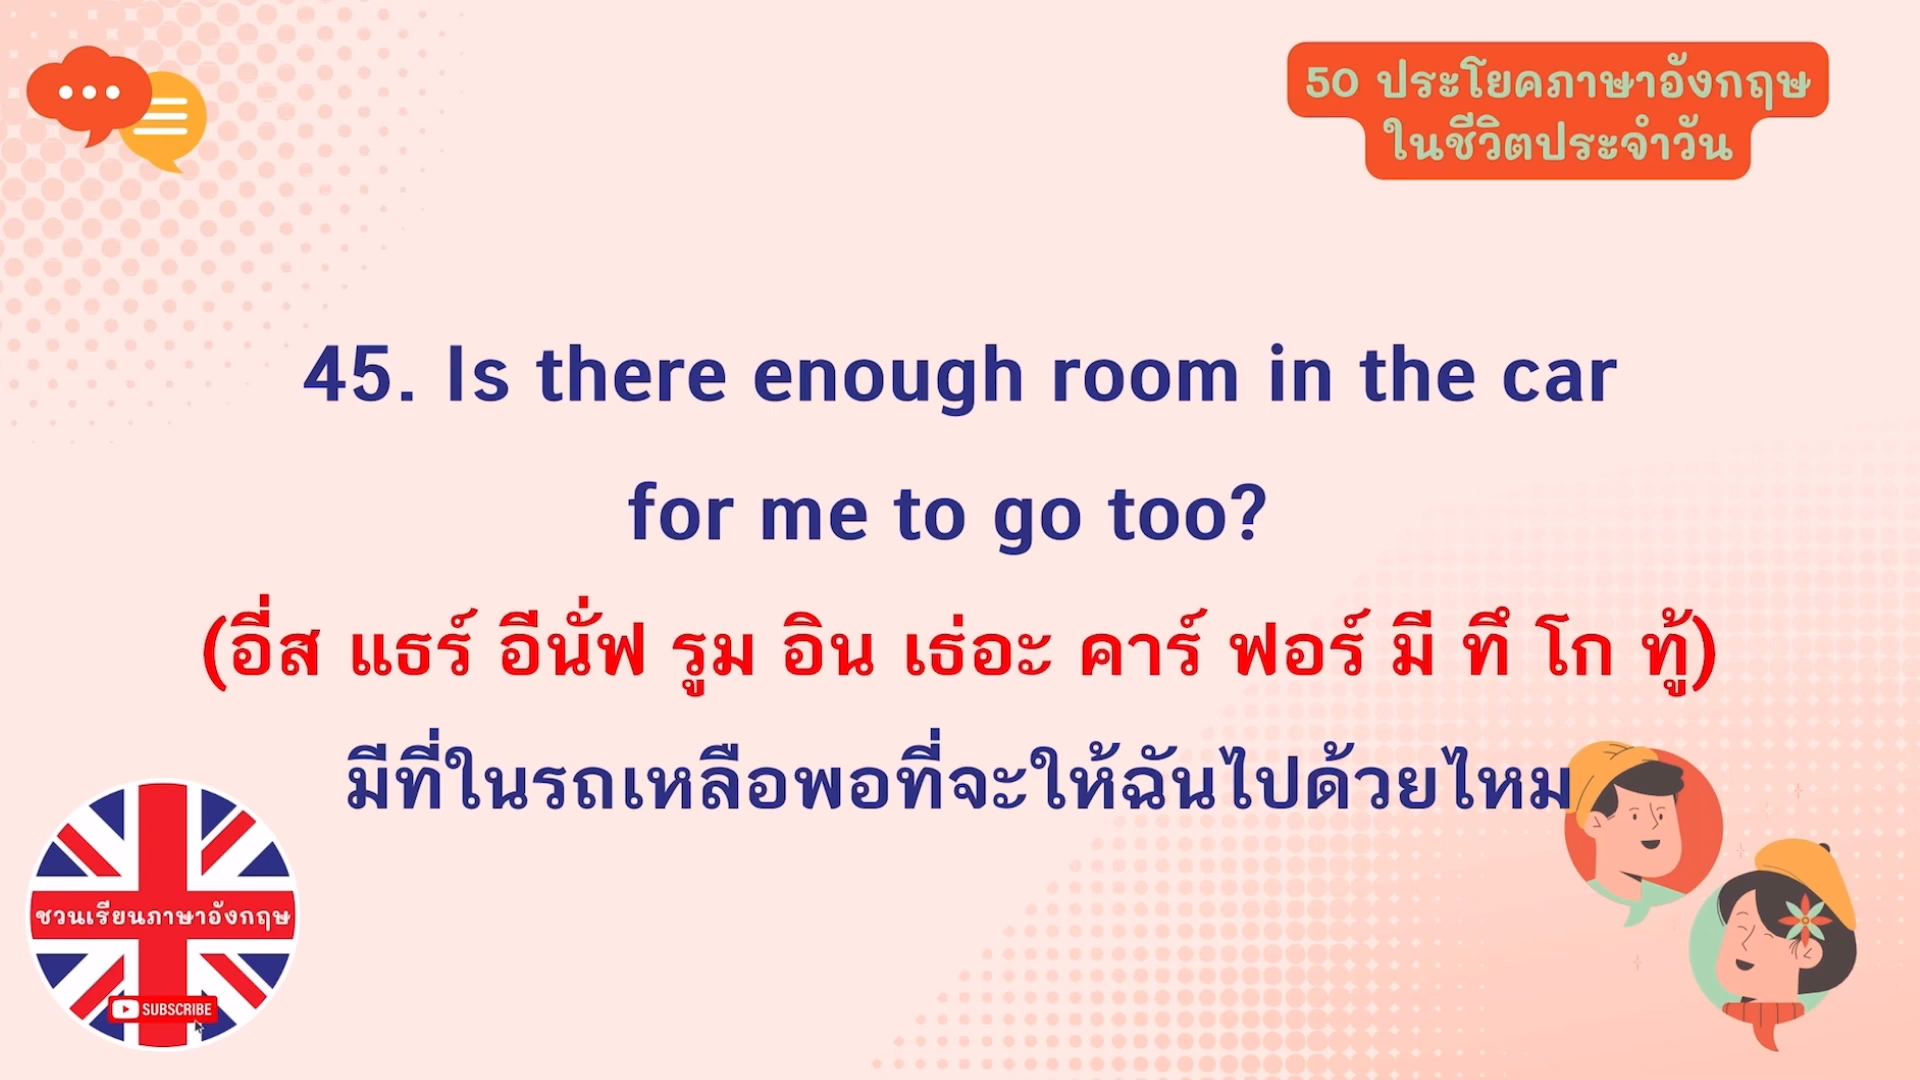 50 ประโยคภาษาอังกฤษ
ในชีวิตประจำวัน
45. Is there enough room in the car
for me to go too?
(อี่ส แธร์ อีนั่ฟ รูม อิน เธ่อะ คาร์ ฟอร์ มี ทึ โก ทู้)
มีที่ในรถเหลือพอที่จะให้ฉันไปด้วยไหม
ชวนเรียนภาษาอังกฤษ
SUBSCRIBE